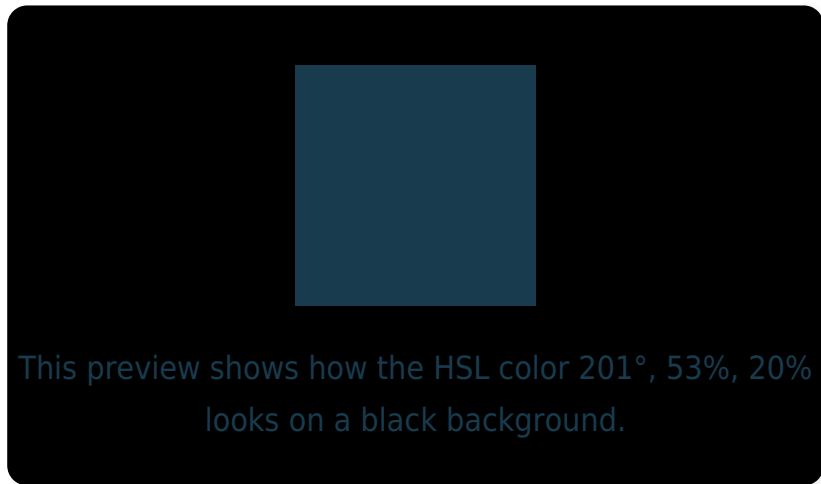 This preview shows how the HSL color 201°, 53%, 20%
looks on a black background.